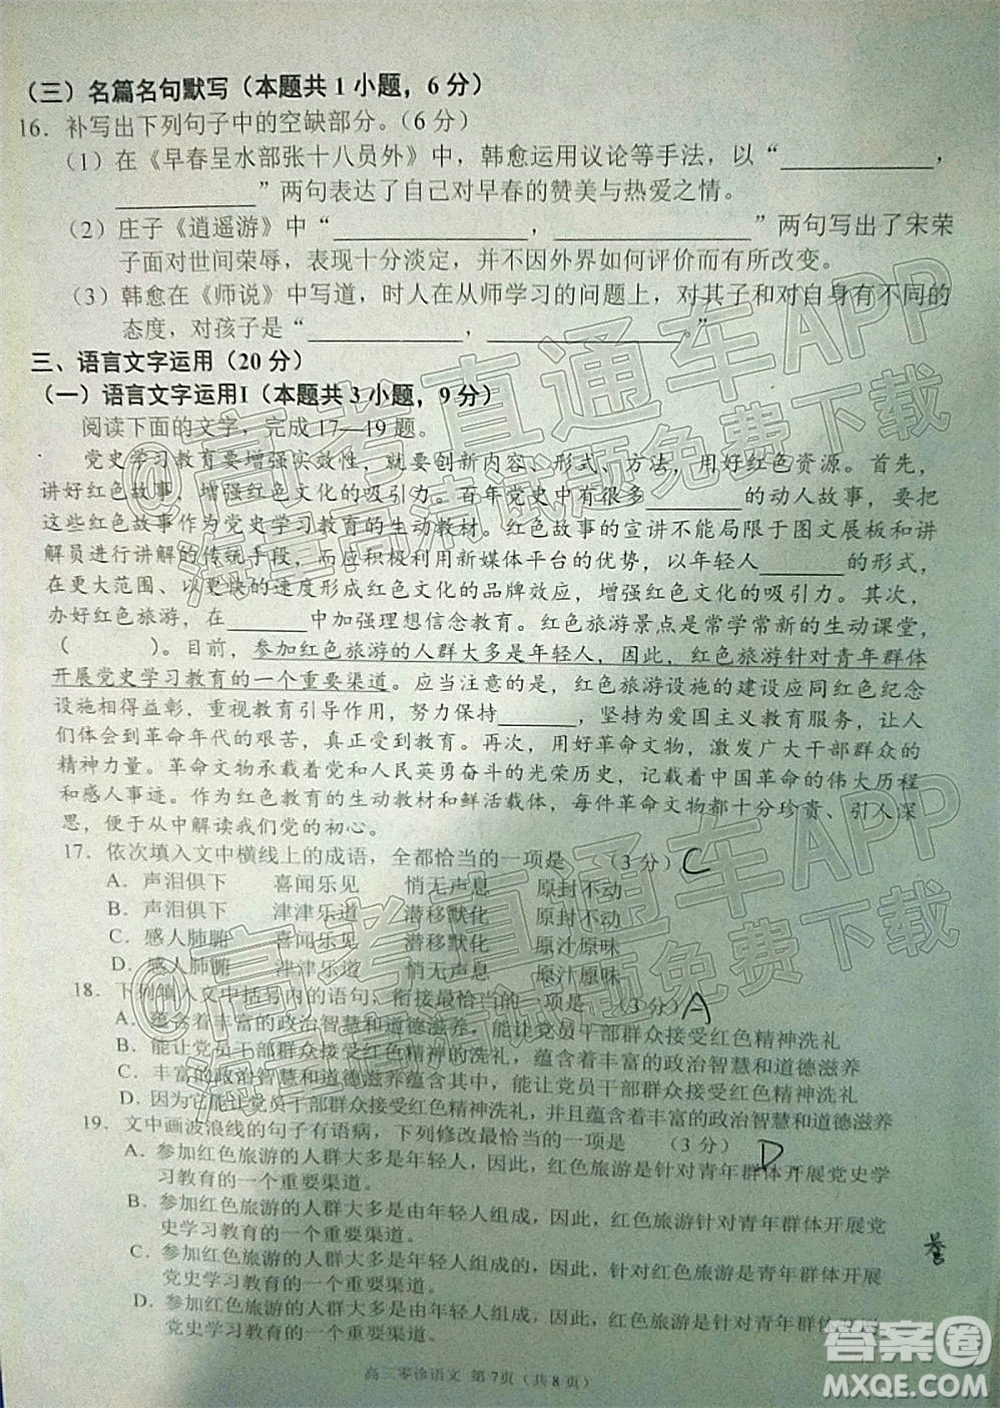 （三）名篇名句默写（本题共1小题，6分）
16．补写出下列句子中的空缺部分。（6分）
（1）在《早春呈水部张十八员外》中，韩愈运用议论等手法，以“__________，
__________”两句表达了自己对早春的赞美与热爱之情。
（2）庄子《逍遥游》中“__________，__________”两句写出了宋荣
子面对世间荣辱，表现十分淡定，并不因外界如何评价而有所改变。
（3）韩愈在《师说》中写道，时人在从师学习的问题上，对其子和对自身有不同的
态度，对孩子是“__________，__________。”
三、语言文字运用（20分）
（一）语言文字运用Ⅰ（本题共3小题，9分）
阅读下面的文字，完成17—19题。
党史学习教育要增强实效性，就要创新内容、形式、方法，用好红色资源。首先，
讲好红色故事，增强红色文化的吸引力。百年党史中有很多______的动人故事，要使
这些红色故事作为党史学习教育的生动教材。红色故事的宣讲不能局限于图文展板和讲
解员进行讲解的传统手段，而应积极利用新媒体平台的优势，以年轻人______的形式，
在更大范围、以更快的速度形成红色文化的品牌效应，增强红色文化的吸引力。其次，
办好红色旅游，在______中加强理想信念教育。红色旅游景点是常学常新的生动课堂，
（ ）。目前，参加红色旅游的人群大多是年轻人，因此，红色旅游针对青年群体
开展党史学习教育的一个重要渠道。应当注意的是，红色旅游设施的建设应同红色纪念
设施相得益彰，重视教育引导作用，努力保持______，坚持为爱国主义教育服务，让人
们体会到革命年代的艰苦，真正受到教育。再次，用好革命文物，激发广大干部群众的
精神力量。革命文物承载着党和人民英勇奋斗的光荣历史，记载着中国革命的伟大历程
和感人事迹。作为红色教育的生动教材和鲜活载体，每件革命文物都十分珍贵、引人深
思，便于从中解读我们党的初心。
17．依次填入文中横线上的成语，全都恰当的一项是 （3分）C
A．声泪俱下 喜闻乐见 悄无声息 原封不动
B．声泪俱下 津津乐道 潜移默化 原封不动
C．感人肺腑 喜闻乐见 潜移默化 原汁原味
D．感人肺腑 津津乐道 悄无声息 原汁原味
18．下列填入文中括号内的语句，衔接最恰当的一项是 （3分）A
A．蕴含着丰富的政治智慧和道德滋养，能让党员干部群众接受红色精神洗礼
B．能让党员干部群众接受红色精神的洗礼，蕴含着丰富的政治智慧和道德滋养
C．丰富的政治智慧和道德滋养蕴含其中，能让党员干部群众接受红色精神洗礼
D．它能让党员干部群众接受红色精神洗礼，并且蕴含着丰富的政治智慧和道德滋养
19．文中画波浪线的句子有语病，下列修改最恰当的一项是 （3分）D.
A．参加红色旅游的人群大多是年轻人，因此，红色旅游是针对青年群体开展党史学
习教育的一个重要渠道。
B．参加红色旅游的人群大多是由年轻人组成，因此，红色旅游针对青年群体开展党
史学习教育的一个重要渠道。
C．参加红色旅游的人群大多是年轻人组成的，因此，针对红色旅游是青年群体开展
党史学习教育的一个重要渠道。
D．参加红色旅游的人群大多由年轻人组成，因此，红色旅游是针对青年群体
史学习教育的一个重要渠道。
高三零诊语文 第7页（共8页）
@高考直通车APP
海量高清试题免费下载
@高考直通车APP
海量高清试题免费下载
答案圈
MXQE.COM